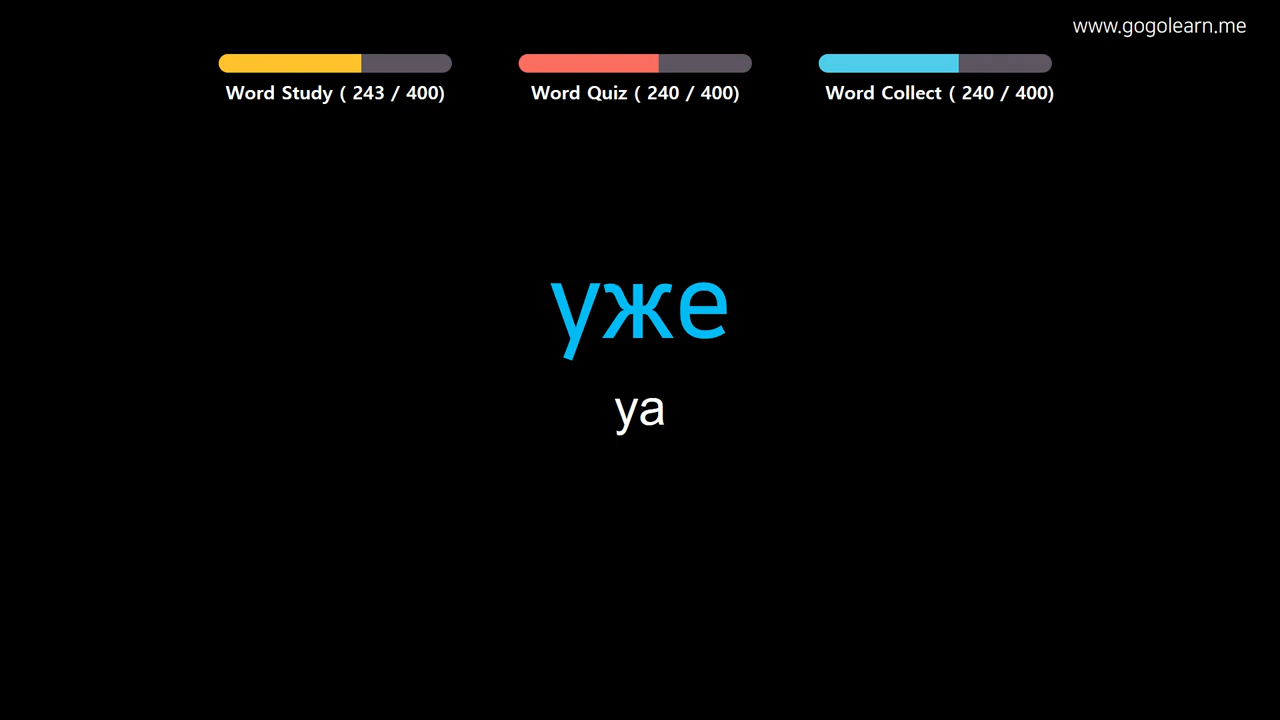 www.gogolearn.me
Word Study ( 243 / 400)
Word Quiz ( 240 / 400)
Word Collect ( 240 / 400)
уже
ya